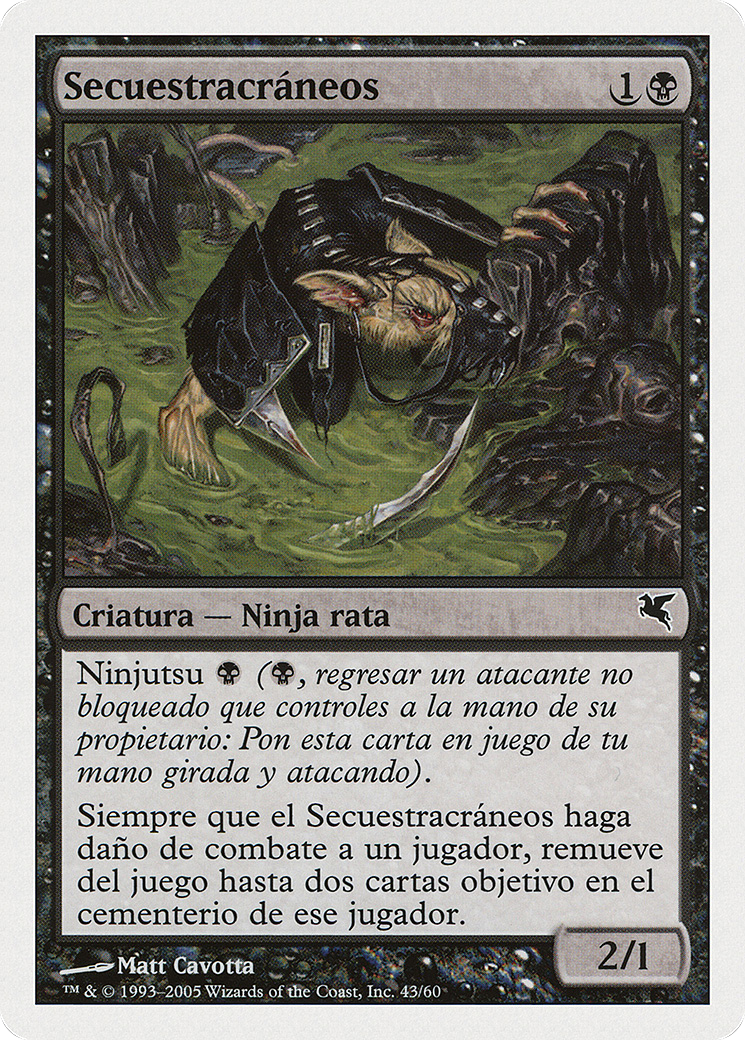 Secuestracráneos 1
Criatura — Ninja rata
Ninjutsu (, regresar un atacante no
bloqueado que controles a la mano de su
propietario: Pon esta carta en juego de tu
mano girada y atacando).
Siempre que el Secuestracráneos haga
daño de combate a un jugador, remueve
del juego hasta dos cartas objetivo en el
cementerio de ese jugador.
2/1
Matt Cavotta
™ & © 1993–2005 Wizards of the Coast, Inc. 43/60